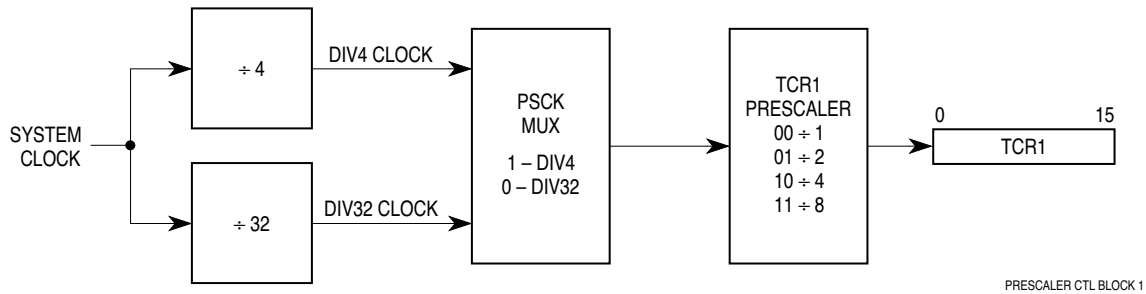 SYSTEM
CLOCK
÷ 4
DIV4 CLOCK
÷ 32
DIV32 CLOCK
PSCK
MUX
1 – DIV4
0 – DIV32
TCR1
PRESCALER
00 ÷ 1
01 ÷ 2
10 ÷ 4
11 ÷ 8
0 15
TCR1
PRESCALER CTL BLOCK 1